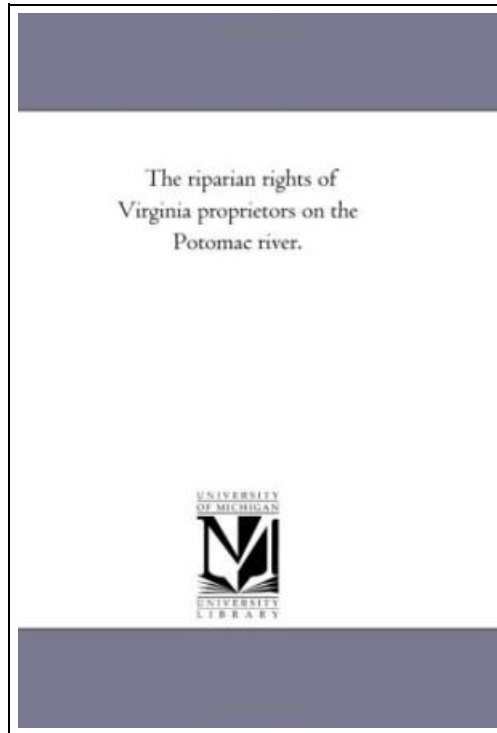 The riparian rights of
Virginia proprietors on the
Potomac river.
UNIVERSITY
OF MICHIGAN
UNIVERSITY
LIBRARY